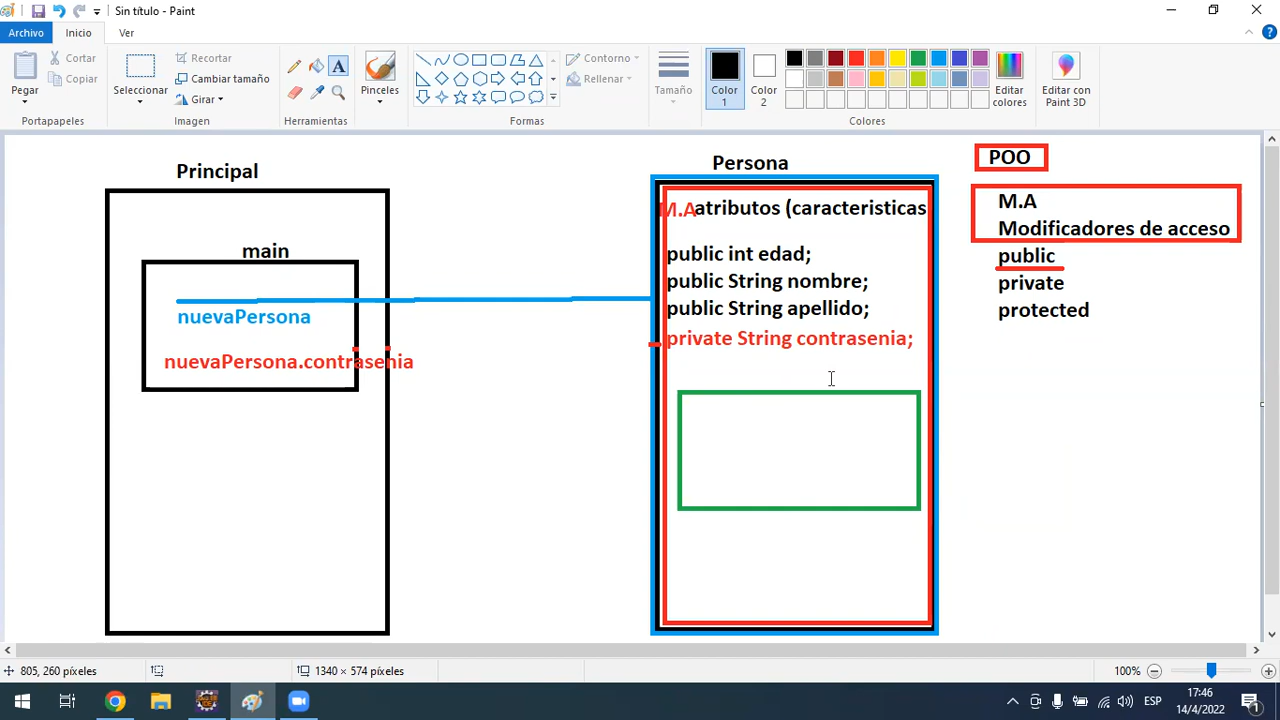 Sin título - Paint
Archivo
Inicio
Ver
Pegar
Cortar
Copiar
Portapapeles
Seleccionar
Recortar
Cambiar tamaño
Girar
Imagen
A
Herramientas
Pinceles
Contorno
Rellenar
Formas
Tamaño
Color 1
Color 2
Editar colores
Colores
Editar con Paint 3D
Principal
main
nuevaPersona
nuevaPersona.contrasenia
Persona
M.A atributos (caracteristicas
public int edad;
public String nombre;
public String apellido;
private String contrasenia;
POO
M.A
Modificadores de acceso
public
private
protected
805, 260 píxeles
1340 × 574 píxeles
100%
ESP
17:46
14/4/2022
1